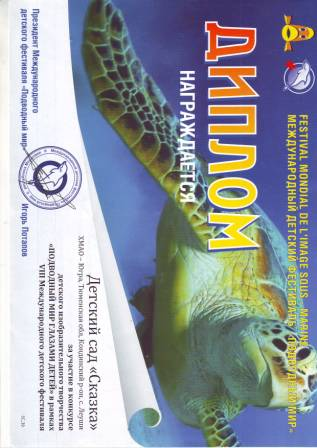 FESTIVAL MONDIAL DE L'IMAGE SOUS - MARINE
МЕЖДУНАРОДНЫЙ ДЕТСКИЙ ФЕСТИВАЛЬ «ПОДВОДНЫЙ МИР»
ДИПЛОМ
НАГРАЖДАЕТСЯ
Детский сад «Сказка»
ХМАО – Югра, Тюменская обл, Кондинский р-он, с. Леуши
за участие в конкурсе
детского изобразительного творчества
«ПОДВОДНЫЙ МИР ГЛАЗАМИ ДЕТЕЙ» в рамках
VIII Международного детского фестиваля
Президент Международного
детского фестиваля «Подводный мир»
Игорь Потапов